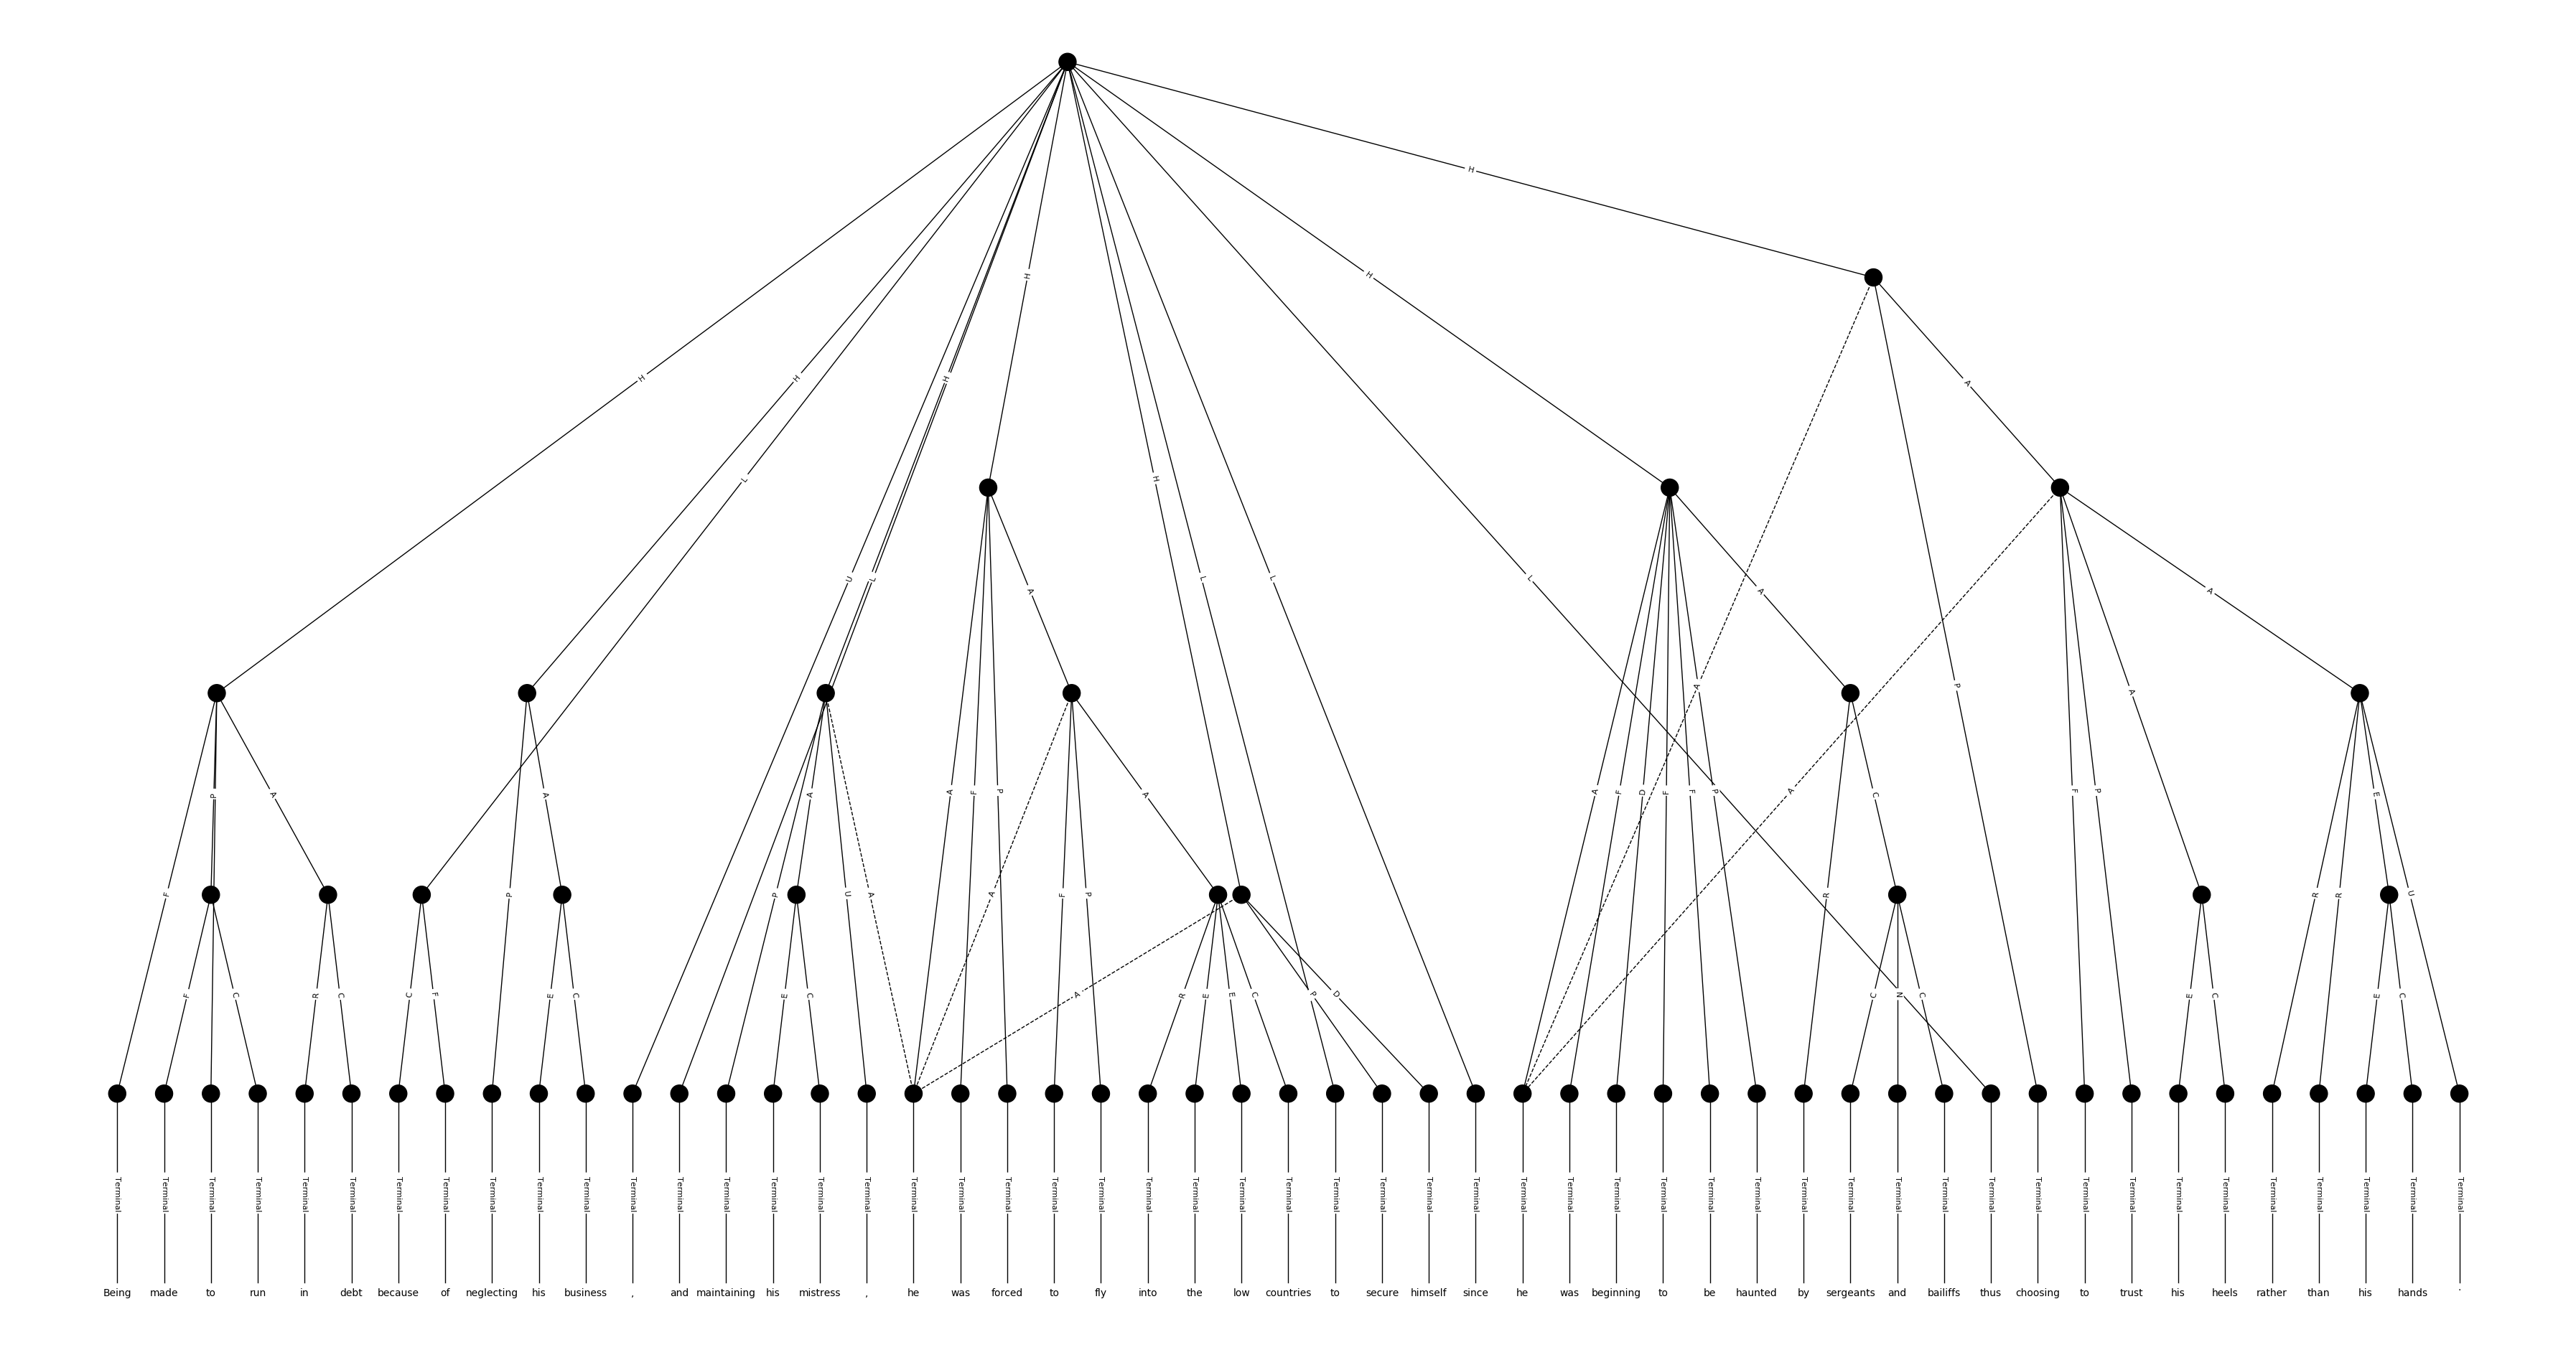 H
H H
H H H A
L H
U L L L L
A A A
A P A
P A A A A F P A A F D F F P A C F P E
F P P U A A F P R R R U
F C R C C F E C E C A R E E C P D C N C E C E C
Terminal Terminal Terminal Terminal Terminal Terminal Terminal Terminal Terminal Terminal Terminal Terminal Terminal Terminal Terminal Terminal Terminal Terminal Terminal Terminal Terminal Terminal Terminal Terminal Terminal Terminal Terminal Terminal Terminal Terminal Terminal Terminal Terminal Terminal Terminal Terminal Terminal Terminal Terminal Terminal Terminal Terminal Terminal Terminal Terminal Terminal Terminal Terminal Terminal Terminal Terminal
Being made to run in debt because of neglecting his business , and maintaining his mistress , he was forced to fly into the low countries to secure himself since he was beginning to be haunted by sergeants and bailiffs thus choosing to trust his heels rather than his hands .